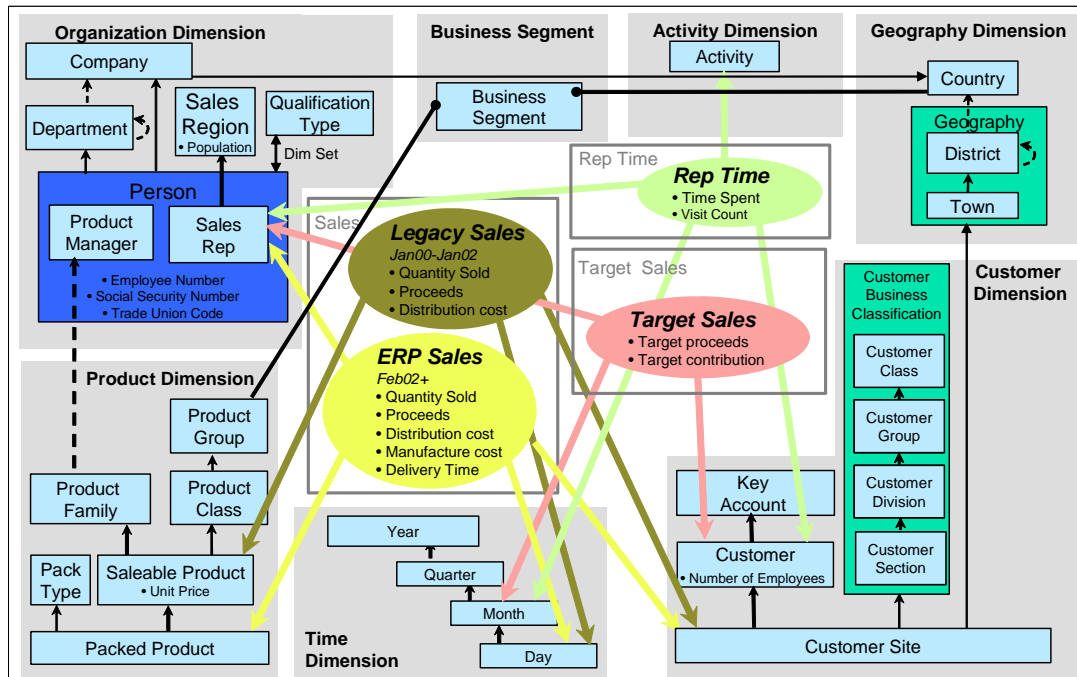 Organization Dimension
Company
Department
Sales
Region
• Population
Qualification
Type
Dim Set
Person
Product
Manager
Sales
Rep
• Employee Number
• Social Security Number
• Trade Union Code
Business Segment
Business
Segment
Activity Dimension
Activity
Geography Dimension
Country
Geography
District
Town
Rep Time
Rep Time
• Time Spent
• Visit Count
Sales
Legacy Sales
Jan00-Jan02
• Quantity Sold
• Proceeds
• Distribution cost
Target Sales
Target Sales
• Target proceeds
• Target contribution
ERP Sales
Feb02+
• Quantity Sold
• Proceeds
• Distribution cost
• Manufacture cost
• Delivery Time
Customer
Dimension
Customer
Business
Classification
Customer
Class
Customer
Group
Customer
Division
Customer
Section
Key
Account
Customer
• Number of Employees
Customer Site
Product Dimension
Product
Group
Product
Family
Product
Class
Pack
Type
Saleable Product
• Unit Price
Packed Product
Year
Quarter
Month
Day
Time
Dimension